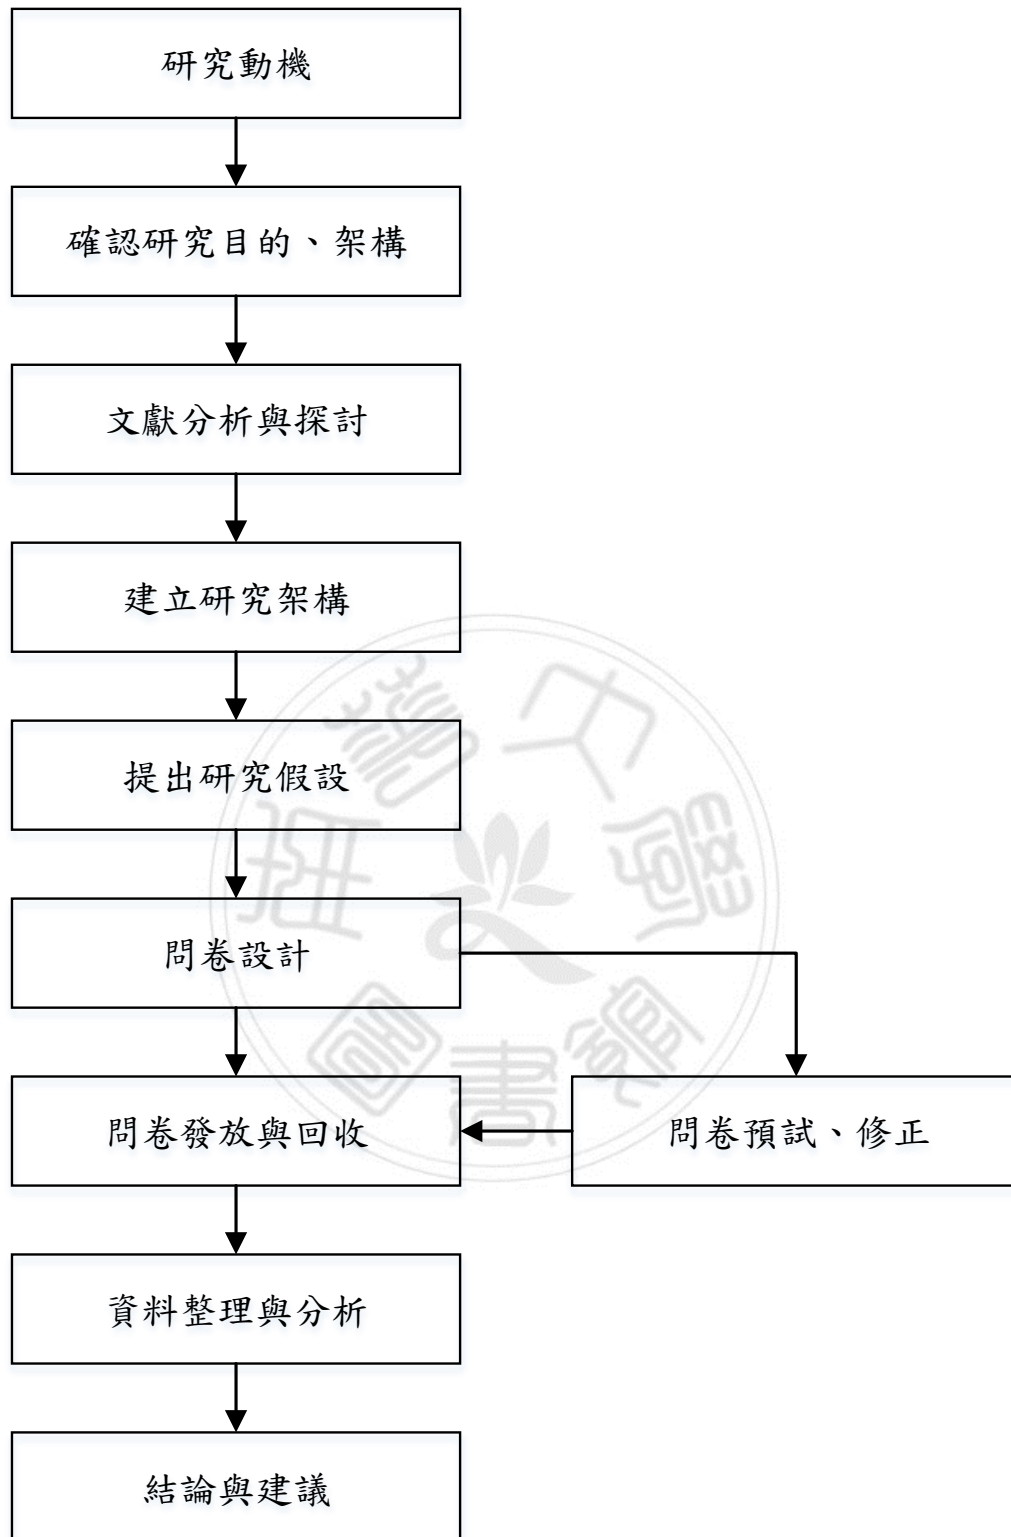 研究動機
確認研究目的、架構
文獻分析與探討
建立研究架構
提出研究假設
問卷設計
問卷發放與回收
問卷預試、修正
資料整理與分析
結論與建議